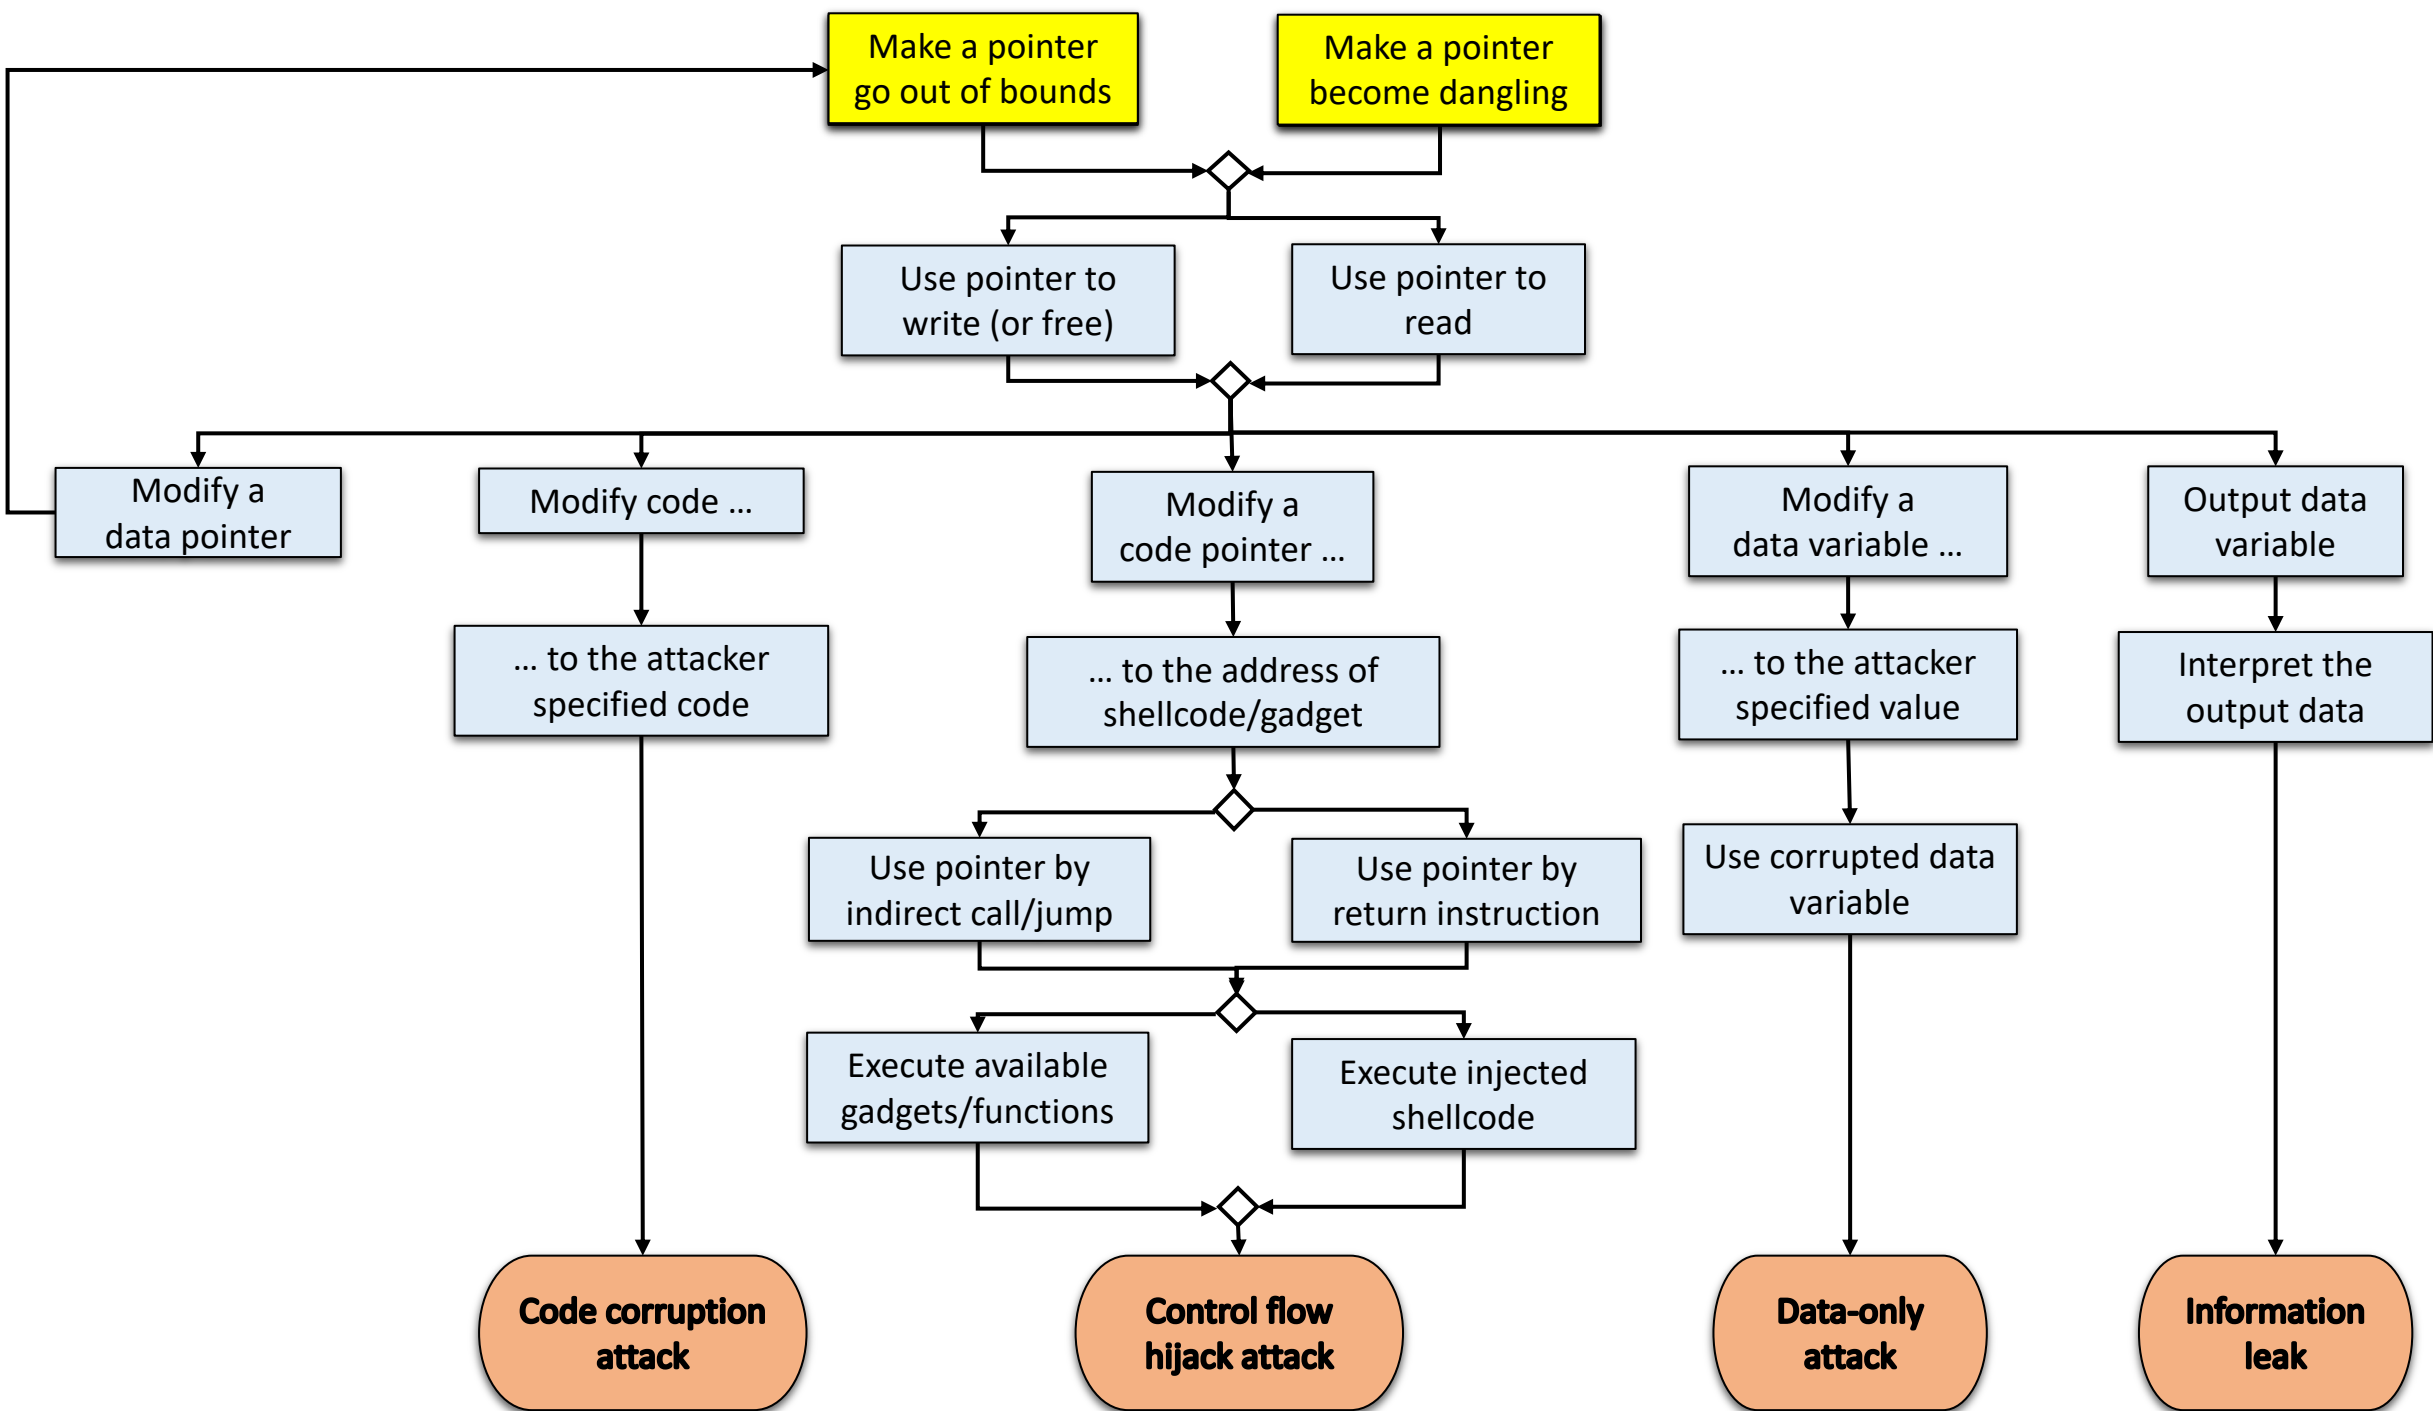 Make a pointer
go out of bounds
Make a pointer
become dangling
Use pointer to
write (or free)
Use pointer to
read
Modify a
data pointer
Modify code ...
Modify a
code pointer ...
Modify a
data variable ...
Output data
variable
... to the attacker
specified code
... to the address of
shellcode/gadget
... to the attacker
specified value
Interpret the
output data
Use pointer by
indirect call/jump
Use pointer by
return instruction
Use corrupted data
variable
Execute available
gadgets/functions
Execute injected
shellcode
Code corruption
attack
Control flow
hijack attack
Data-only
attack
Information
leak